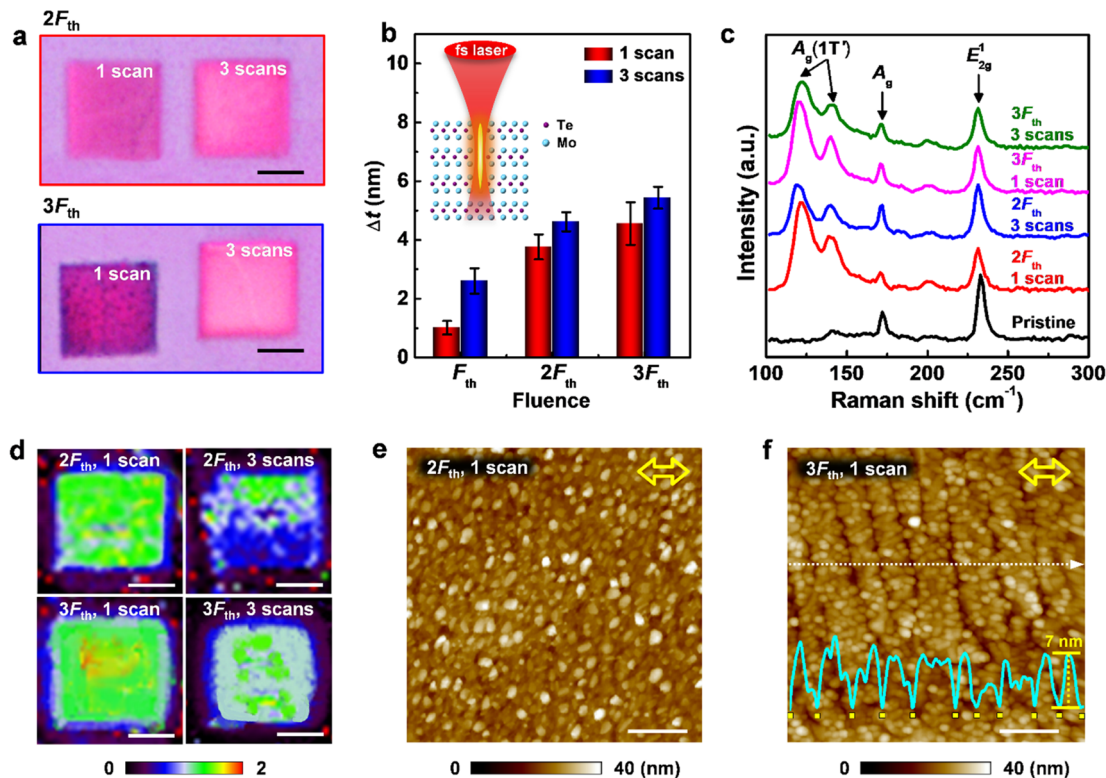 a
2Fth
1 scan
3 scans
3Fth
1 scan
3 scans
b
10
8
6
4
2
0
Δt (nm)
fs laser
1 scan
3 scans
Te
Mo
Fth
2Fth
3Fth
Fluence
c
Ag(1T′)
Ag
E¹2g
3Fth
3 scans
3Fth
1 scan
2Fth
3 scans
2Fth
1 scan
Pristine
Intensity (a.u.)
100
150
200
250
300
Raman shift (cm⁻¹)
d
2Fth, 1 scan
2Fth, 3 scans
3Fth, 1 scan
3Fth, 3 scans
0
2
e
2Fth, 1 scan
0
40 (nm)
f
3Fth, 1 scan
7 nm
0
40 (nm)